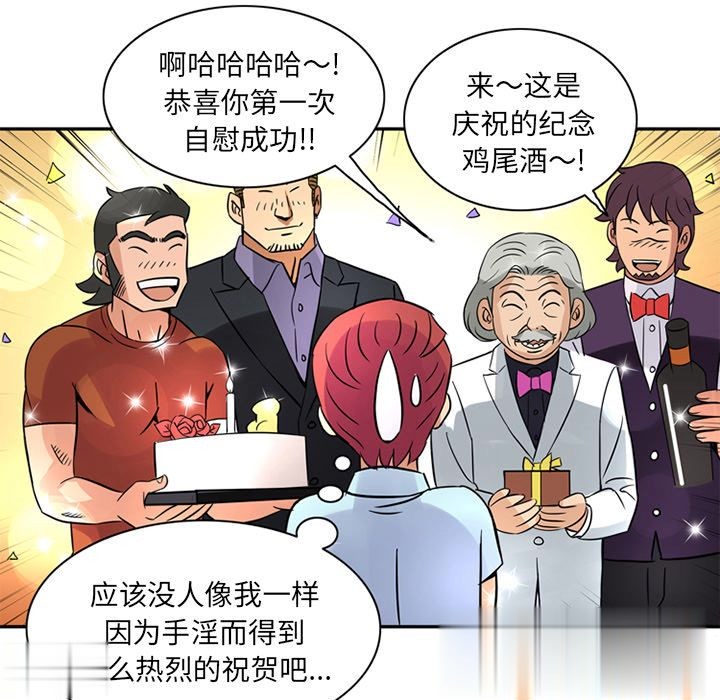 啊哈哈哈哈～!
恭喜你第一次
自慰成功!!
来～这是
庆祝的纪念
鸡尾酒～!
应该没人像我一样
因为手淫而得到
么热烈的祝贺吧...